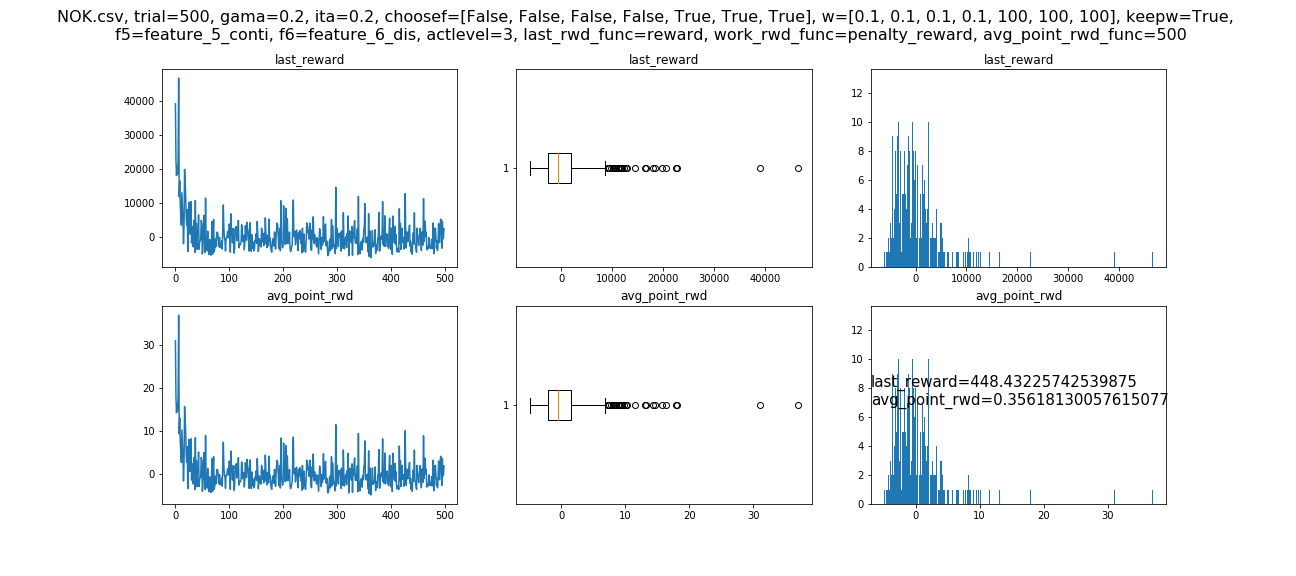 NOK.csv, trial=500, gama=0.2, ita=0.2, choosef=[False, False, False, False, True, True, True], w=[0.1, 0.1, 0.1, 0.1, 100, 100, 100], keepw=True,
f5=feature_5_conti, f6=feature_6_dis, actlevel=3, last_rwd_func=reward, work_rwd_func=penalty_reward, avg_point_rwd_func=500
last_reward
40000
30000
20000
10000
0
0 100 200 300 400 500
last_reward
1
0 10000 20000 30000 40000
last_reward
12
10
8
6
4
2
0
0 10000 20000 30000 40000
avg_point_rwd
30
20
10
0
0 100 200 300 400 500
avg_point_rwd
1
0 10 20 30
avg_point_rwd
12
10
8
6
4
2
0
0 10 20 30
last_reward=448.43225742539875
avg_point_rwd=0.35618130057615077